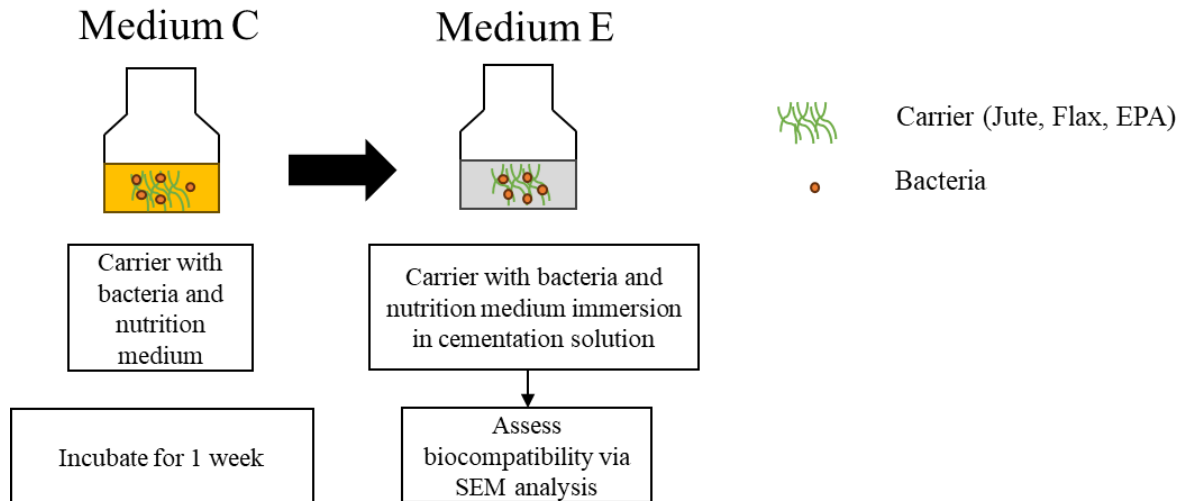 Medium C
Medium E
Carrier (Jute, Flax, EPA)
Bacteria
Carrier with
bacteria and
nutrition
medium
Carrier with bacteria and
nutrition medium immersion
in cementation solution
Incubate for 1 week
Assess
biocompatibility via
SEM analysis